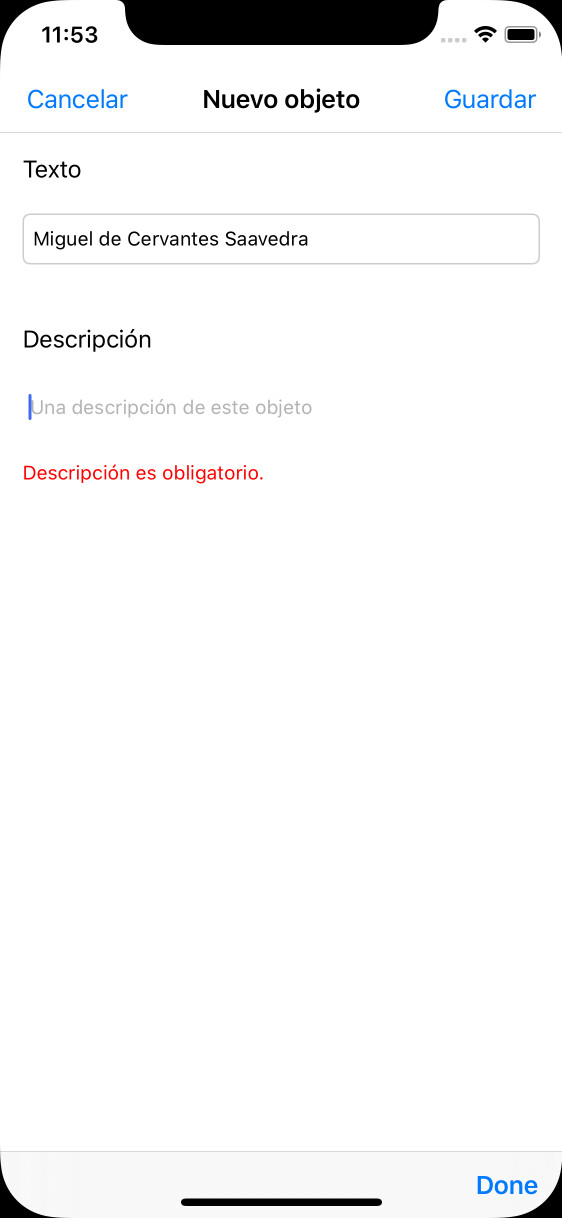 11:53
Cancelar Nuevo objeto Guardar
Texto
Miguel de Cervantes Saavedra
Descripción
Una descripción de este objeto
Descripción es obligatorio.
Done